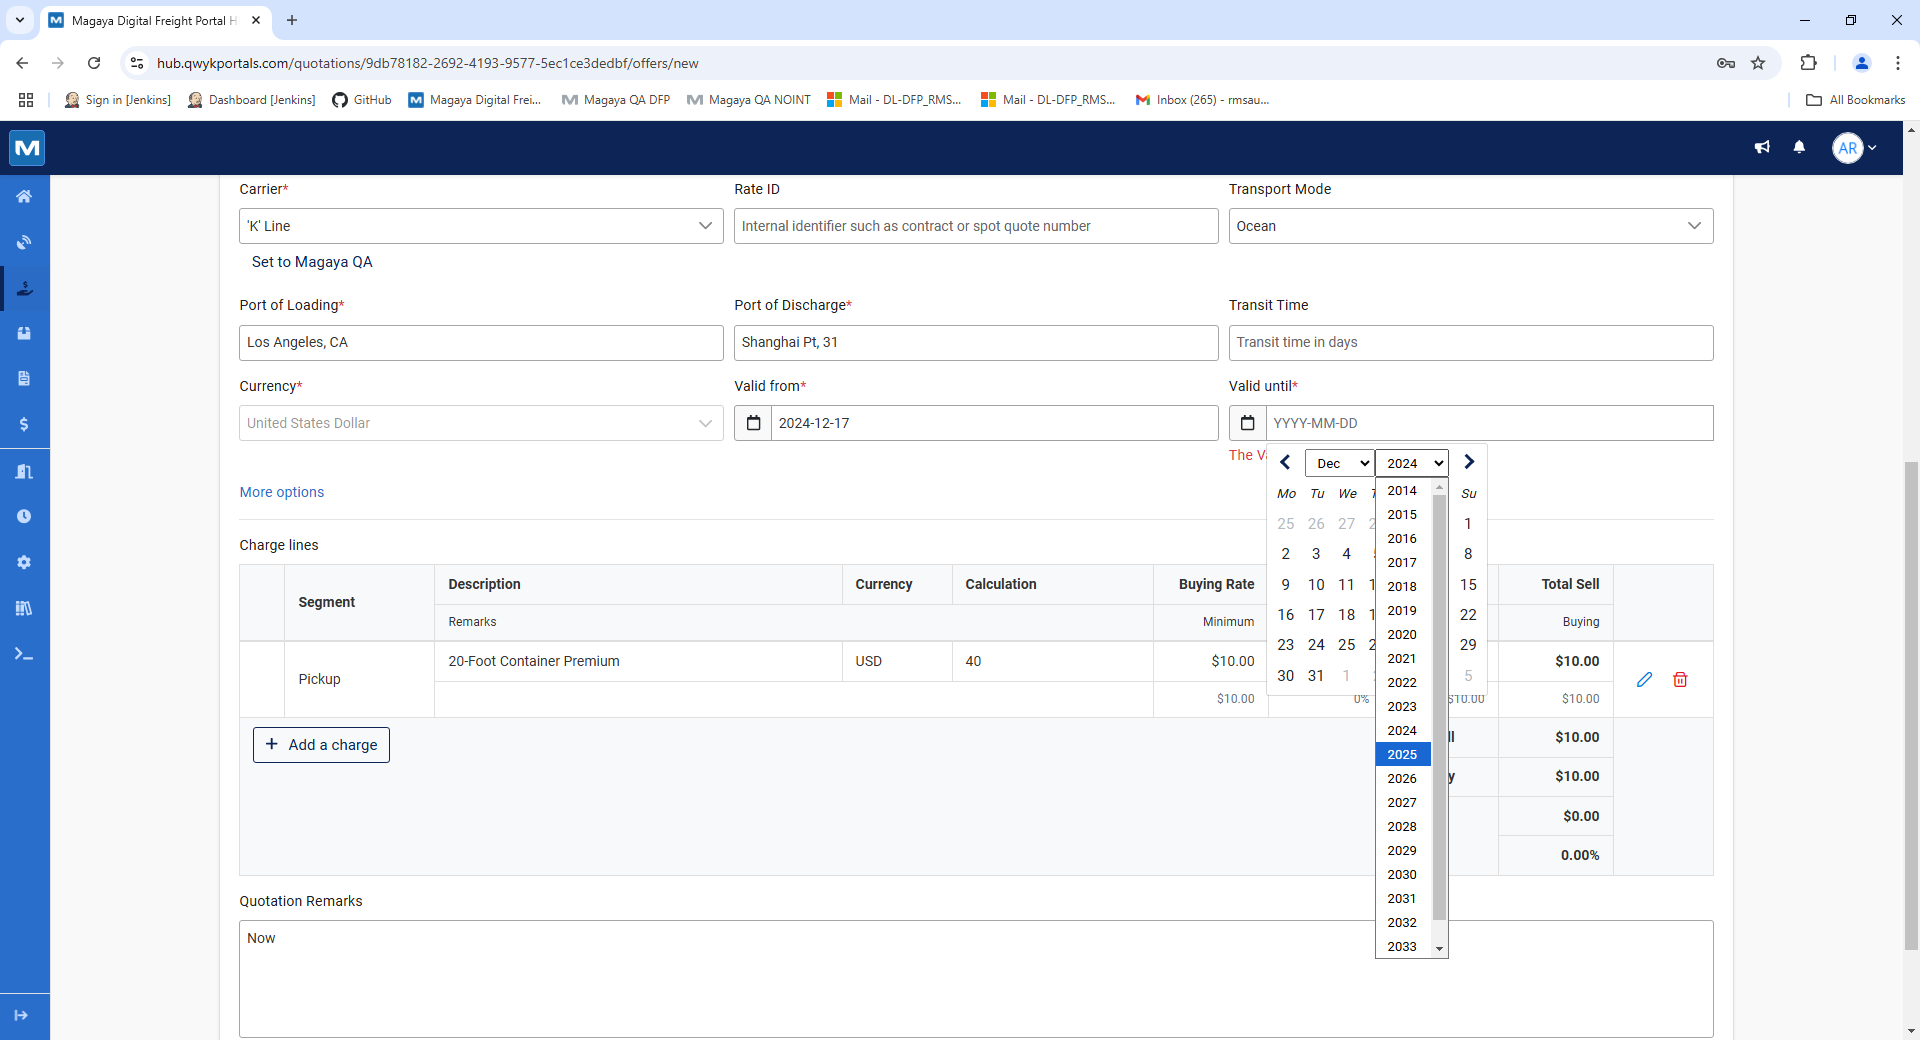 Magaya Digital Freight Portal H
hub.qwykportals.com/quotations/9db78182-2692-4193-9577-5ec1ce3dedbf/offers/new
Sign in [Jenkins]
Dashboard [Jenkins]
GitHub
Magaya Digital Frei...
Magaya QA DFP
Magaya QA NOINT
Mail - DL-DFP_RMS...
Mail - DL-DFP_RMS...
Inbox (265) - rmsau...
All Bookmarks
AR
Carrier*
Rate ID
Transport Mode
'K' Line
Internal identifier such as contract or spot quote number
Ocean
Set to Magaya QA
Port of Loading*
Port of Discharge*
Transit Time
Los Angeles, CA
Shanghai Pt, 31
Transit time in days
Currency*
Valid from*
Valid until*
United States Dollar
2024-12-17
YYYY-MM-DD
The
Dec
2024
Mo Tu We Su
25 26 27 1
2 3 4 8
9 10 11 15
16 17 18 22
23 24 25 29
30 31 1 5
2014
2015
2016
2017
2018
2019
2020
2021
2022
2023
2024
2025
2026
2027
2028
2029
2030
2031
2032
2033
More options
Charge lines
Segment
Description
Currency
Calculation
Buying Rate
Total Sell
Remarks
Minimum
Buying
Pickup
20-Foot Container Premium
USD
40
$10.00
$10.00
$10.00
0%
$10.00
$10.00
Add a charge
$10.00
$10.00
$0.00
0.00%
Quotation Remarks
Now